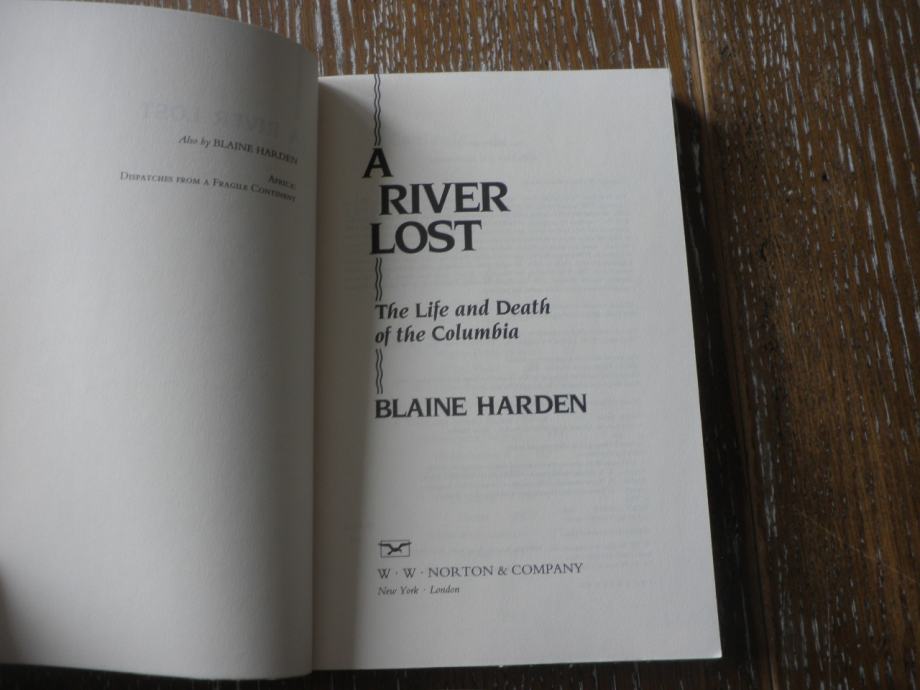 Also by BLAINE HARDEN
AFRICA:
DISPATCHES FROM A FRAGILE CONTINENT
A
RIVER
LOST
The Life and Death
of the Columbia
BLAINE HARDEN
W · W · NORTON & COMPANY
New York · London